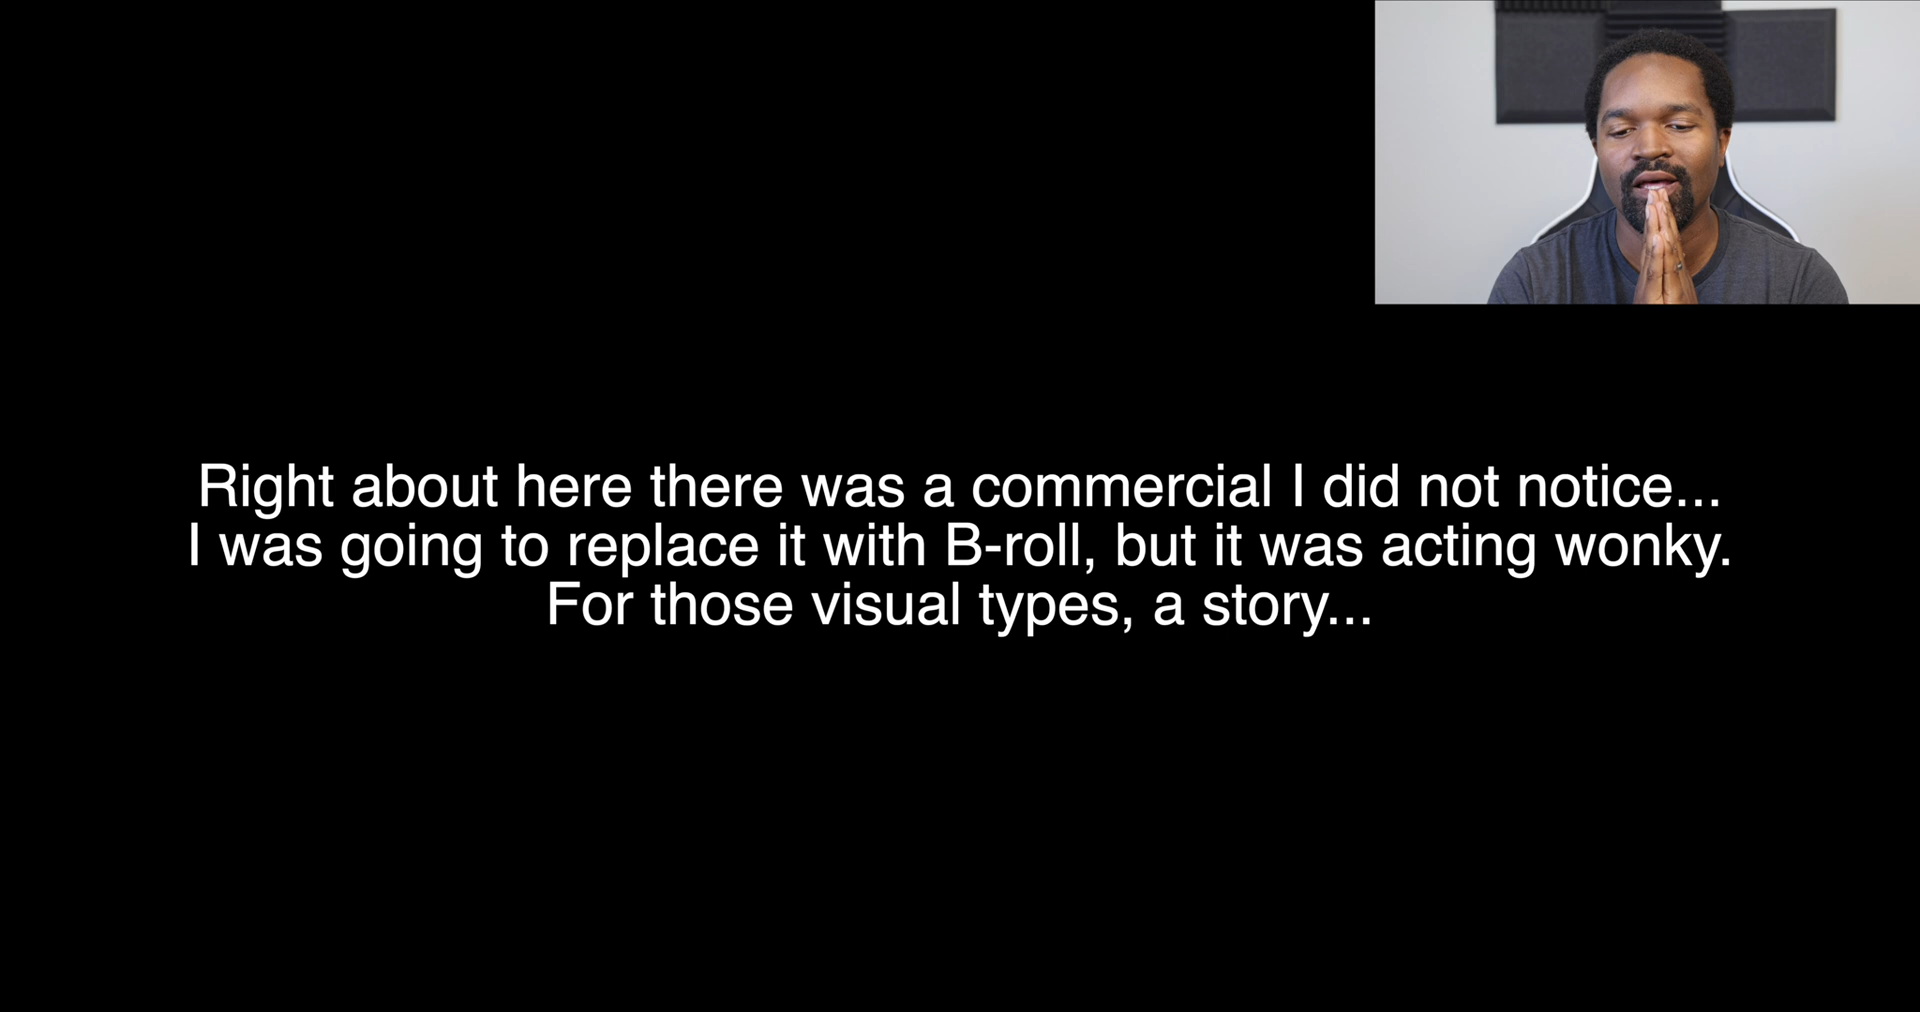 Right about here there was a commercial I did not notice...
I was going to replace it with B-roll, but it was acting wonky.
For those visual types, a story...